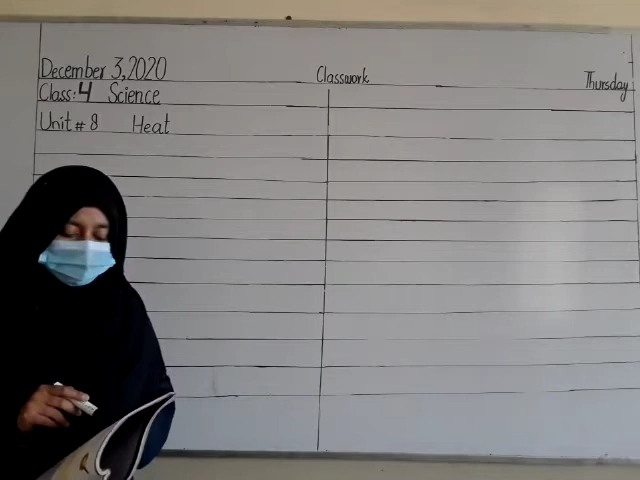 December 3, 2020 Classwork Thursday
Class: 4 Science
Unit # 8 Heat